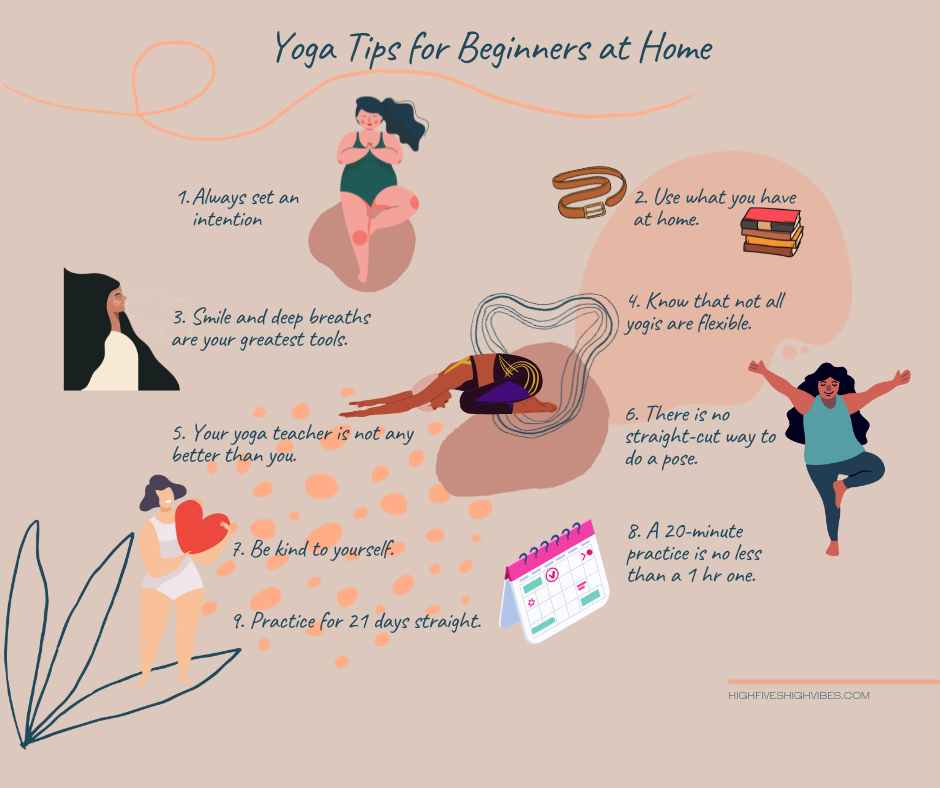 Yoga Tips for Beginners at Home
1. Always set an
intention
2. Use what you have
at home.
3. Smile and deep breaths
are your greatest tools.
4. Know that not all
yogis are flexible.
5. Your yoga teacher is not any
better than you.
6. There is no
straight-cut way to
do a pose.
7. Be kind to yourself.
8. A 20-minute
practice is no less
than a 1 hr one.
9. Practice for 21 days straight.
HIGHFIVESHIGHVIBES.COM